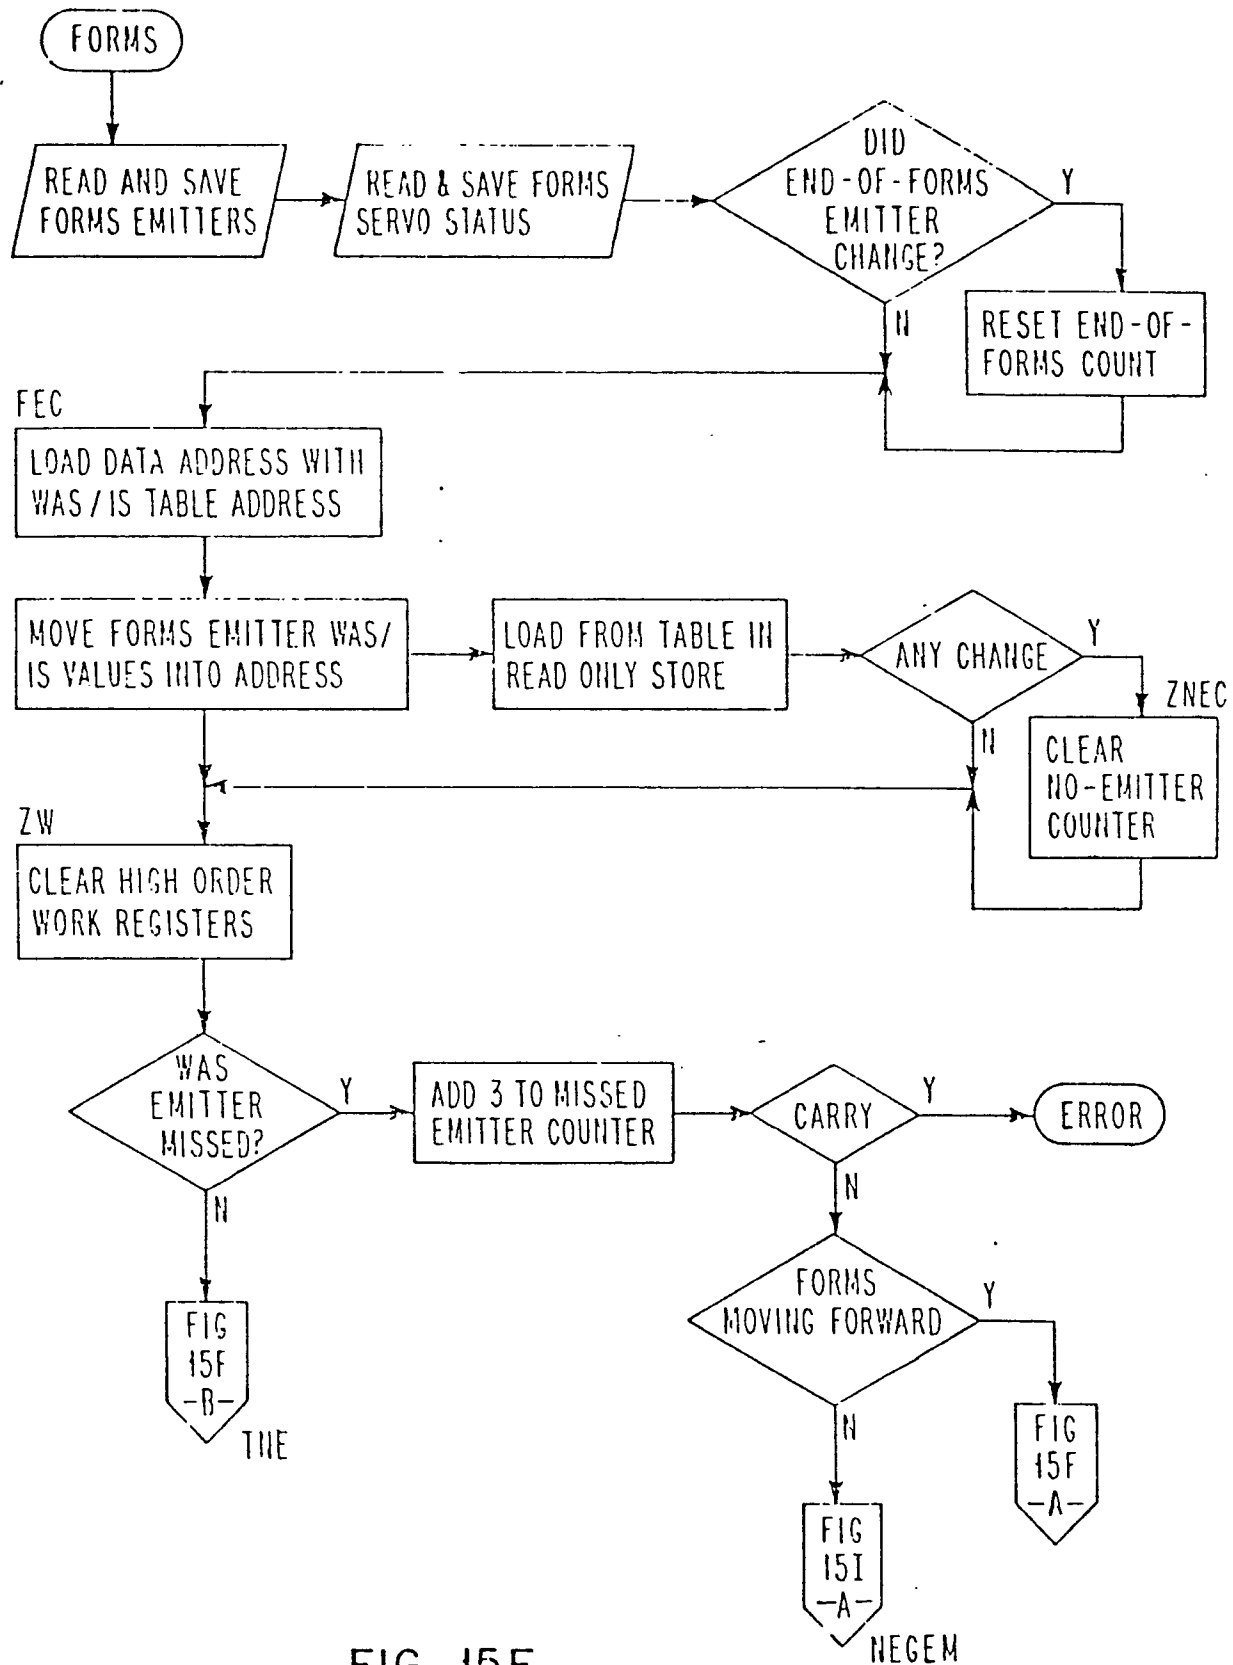 FORMS
READ AND SAVE
FORMS EMITTERS
READ & SAVE FORMS
SERVO STATUS
DID
END-OF-FORMS
EMITTER
CHANGE?
Y
N
RESET END-OF-
FORMS COUNT
FEC
LOAD DATA ADDRESS WITH
WAS/IS TABLE ADDRESS
MOVE FORMS EMITTER WAS/
IS VALUES INTO ADDRESS
LOAD FROM TABLE IN
READ ONLY STORE
ANY CHANGE
Y
N
ZNEC
CLEAR
NO-EMITTER
COUNTER
ZW
CLEAR HIGH ORDER
WORK REGISTERS
WAS
EMITTER
MISSED?
Y
N
ADD 3 TO MISSED
EMITTER COUNTER
CARRY
Y
ERROR
N
FORMS
MOVING FORWARD
Y
N
FIG
15F
-B-
TNE
FIG
15F
-A-
FIG
15I
-A-
NEGEM